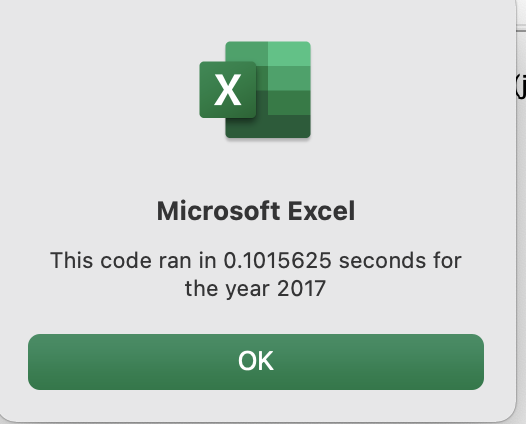 X
(j
Microsoft Excel
This code ran in 0.1015625 seconds for
the year 2017
OK